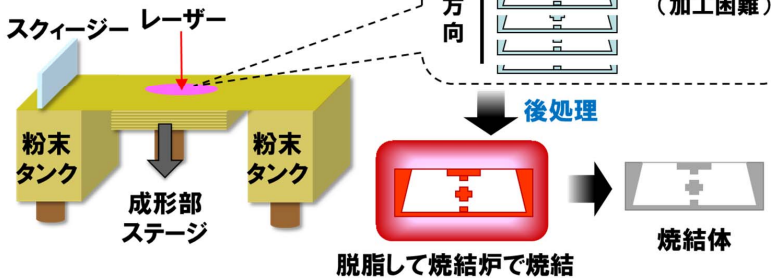 方
向
（加工困難）
スクィージー
レーザー
粉末
タンク
粉末
タンク
成形部
ステージ
後処理
脱脂して焼結炉で焼結
焼結体